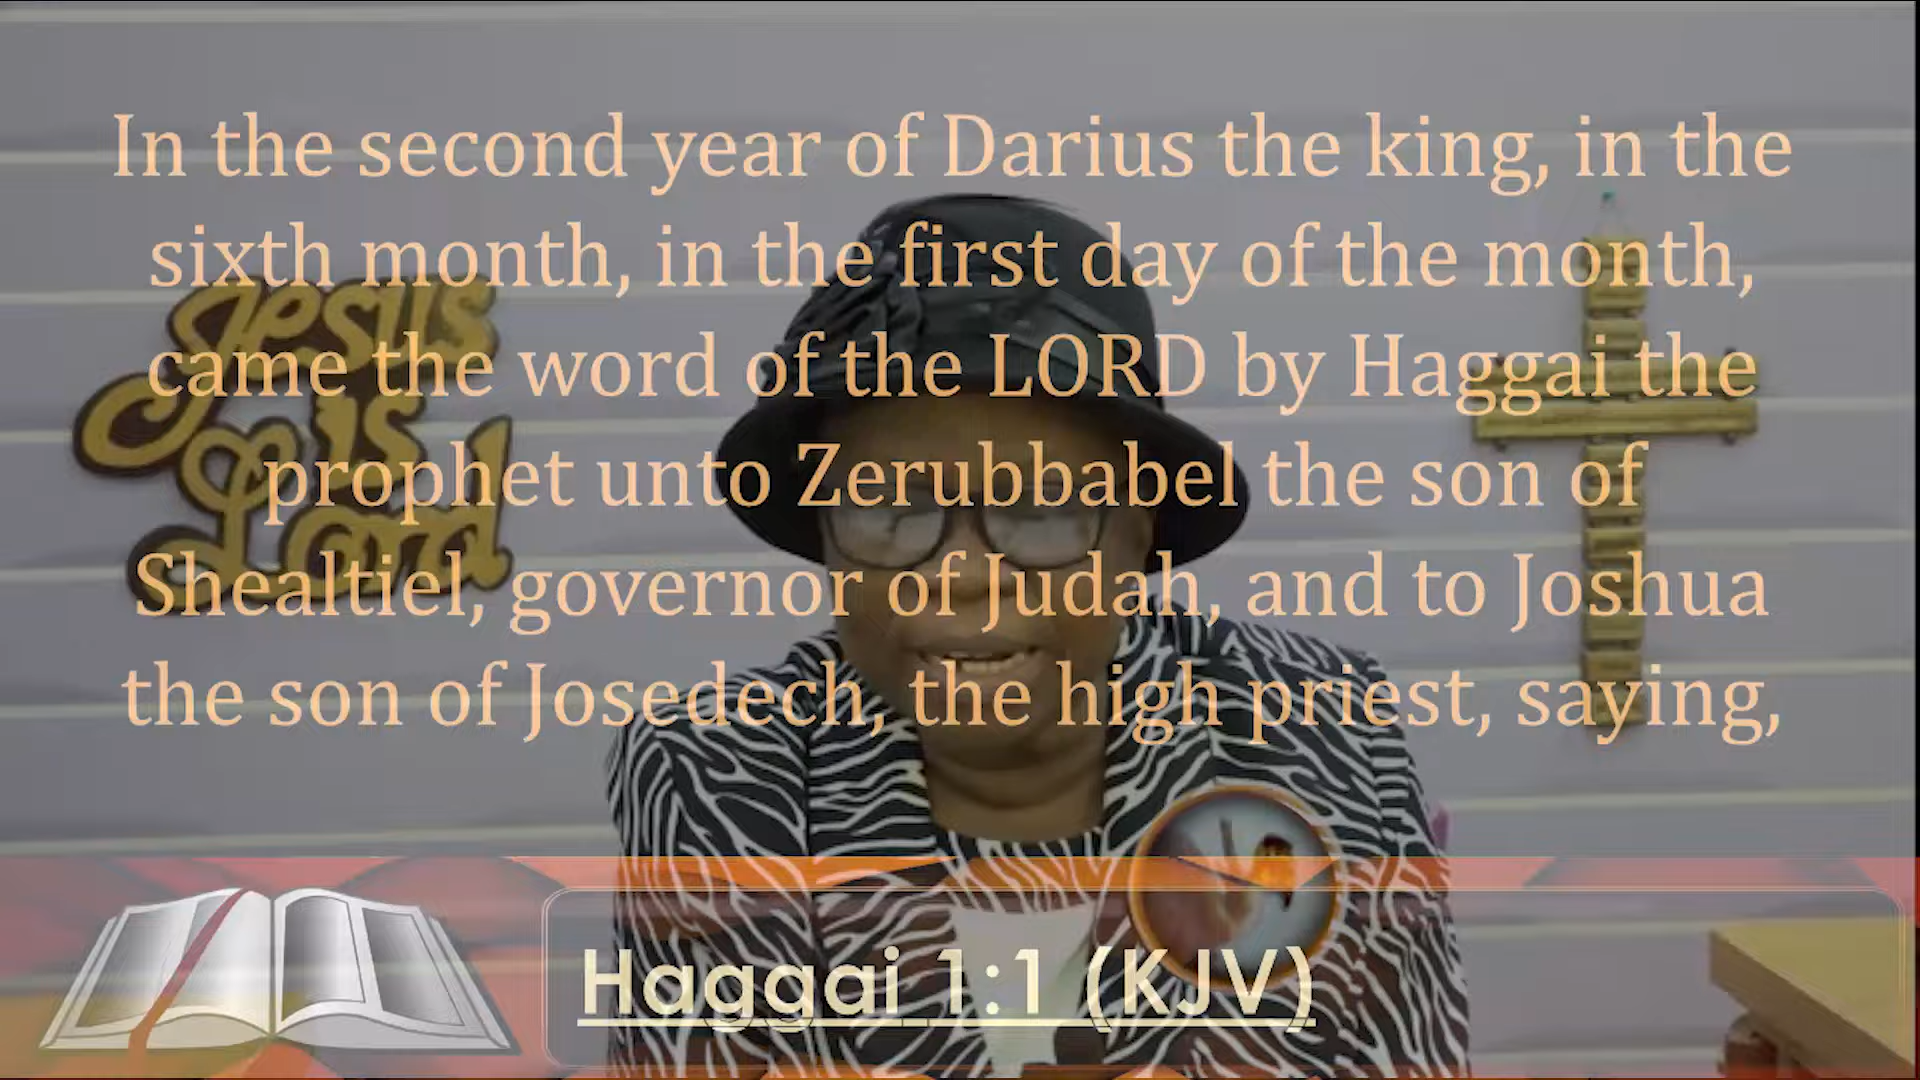 In the second year of Darius the king, in the
sixth month, in the first day of the month,
came the word of the LORD by Haggai the
prophet unto Zerubbabel the son of
Shealtiel, governor of Judah, and to Joshua
the son of Josedech, the high priest, saying,
Jesus
is
Lord
Haggai 1:1 (KJV)